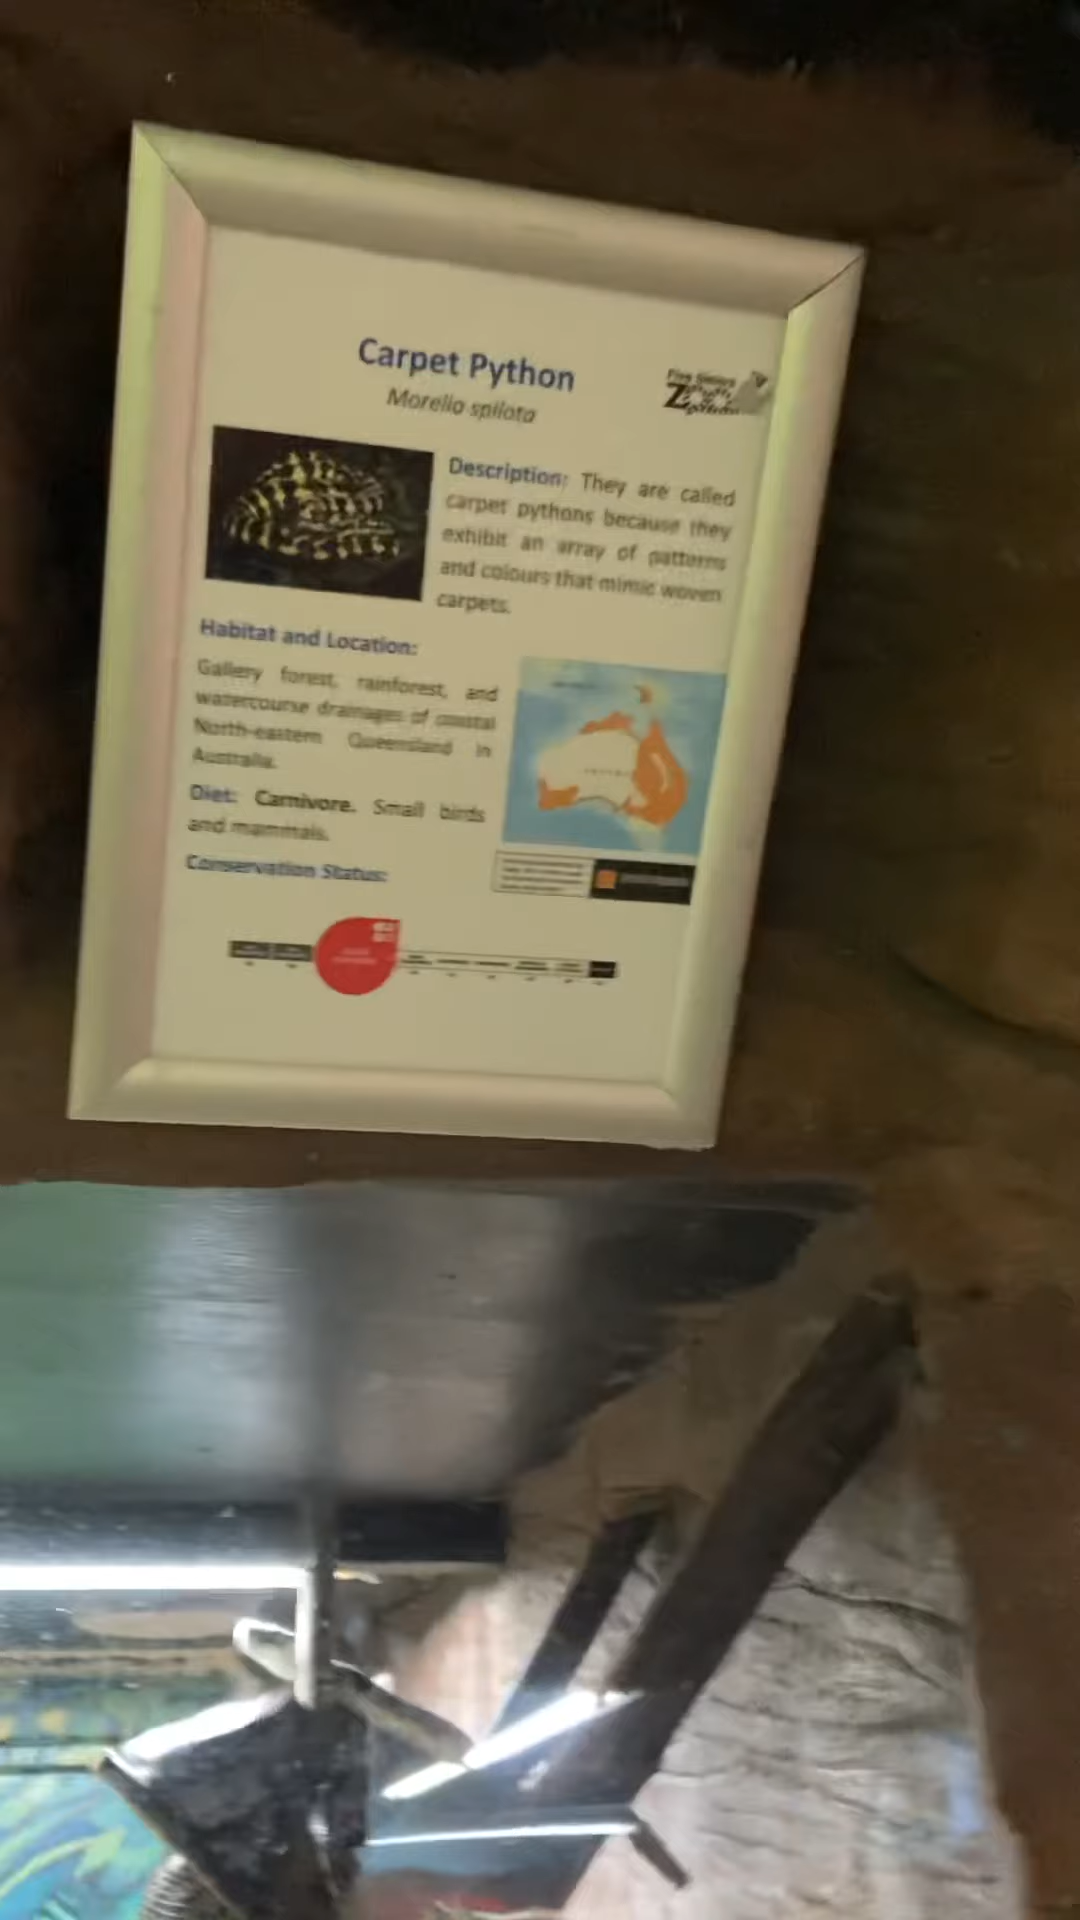 Carpet Python
Morelia spilota
Zoo
Description: They are called
carpet pythons because they
exhibit an array of patterns
and colours that mimic woven
carpets.
Habitat and Location:
Gallery forest, rainforest, and
watercourse drainages of coastal
North-eastern Queensland in
Australia.
Diet: Carnivore. Small birds
and mammals.
Conservation Status: